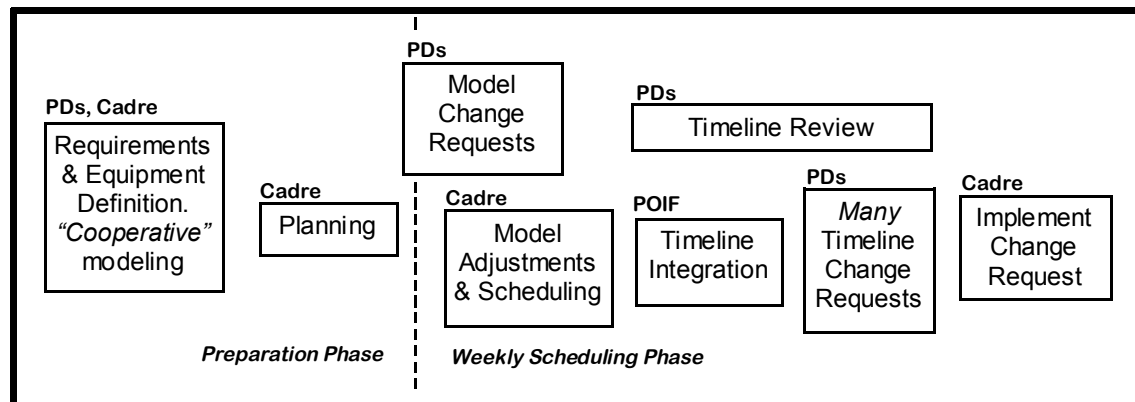 PDs, Cadre
Requirements
& Equipment
Definition.
“Cooperative”
modeling
Cadre
Planning
PDs
Model
Change
Requests
Cadre
Model
Adjustments
& Scheduling
PDs
Timeline Review
POIF
Timeline
Integration
PDs
Many
Timeline
Change
Requests
Cadre
Implement
Change
Request
Preparation Phase
Weekly Scheduling Phase